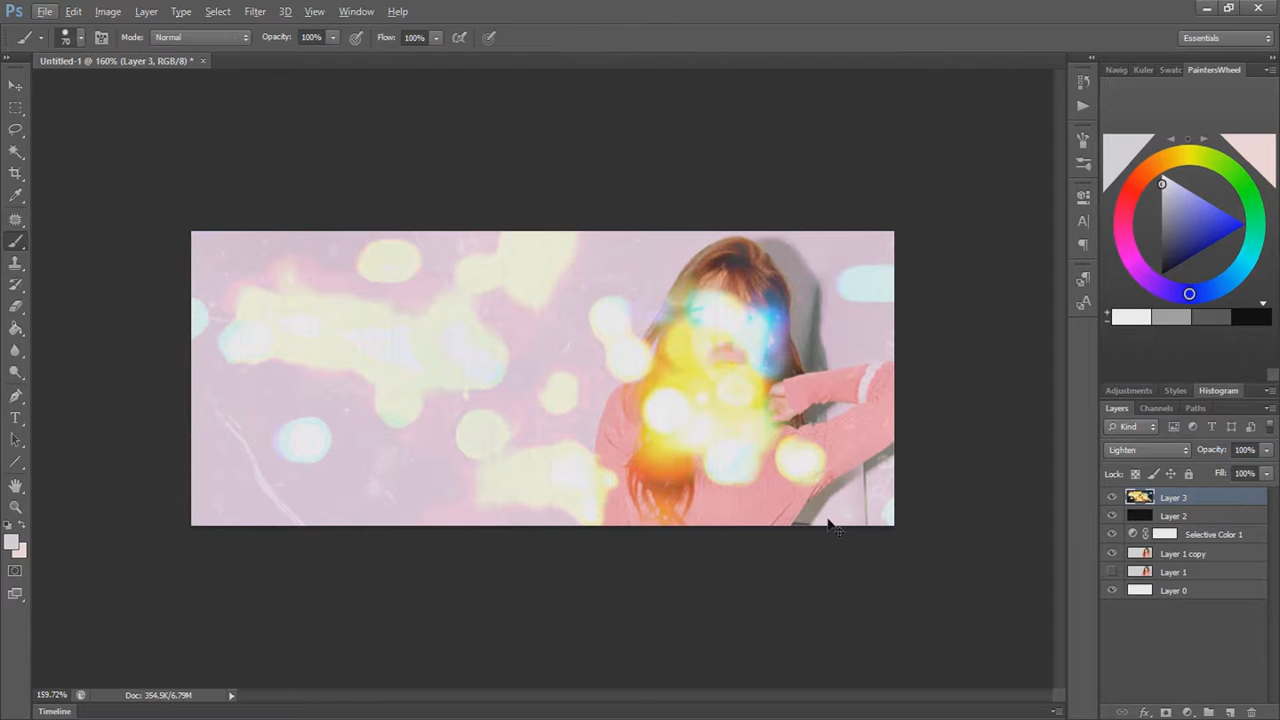 Ps File Edit Image Layer Type Select Filter 3D View Window Help
70 Mode: Normal Opacity: 100% Flow: 100% Essentials
Untitled-1 @ 160% (Layer 3, RGB/8) * ×
Navig Kuler Swatc PaintersWheel
Adjustments Styles Histogram
Layers Channels Paths
Kind
Lighten Opacity: 100%
Lock: Fill: 100%
Layer 3
Layer 2
Selective Color 1
Layer 1 copy
Layer 1
Layer 0
159.72% Doc: 354.5K/6.79M
Timeline